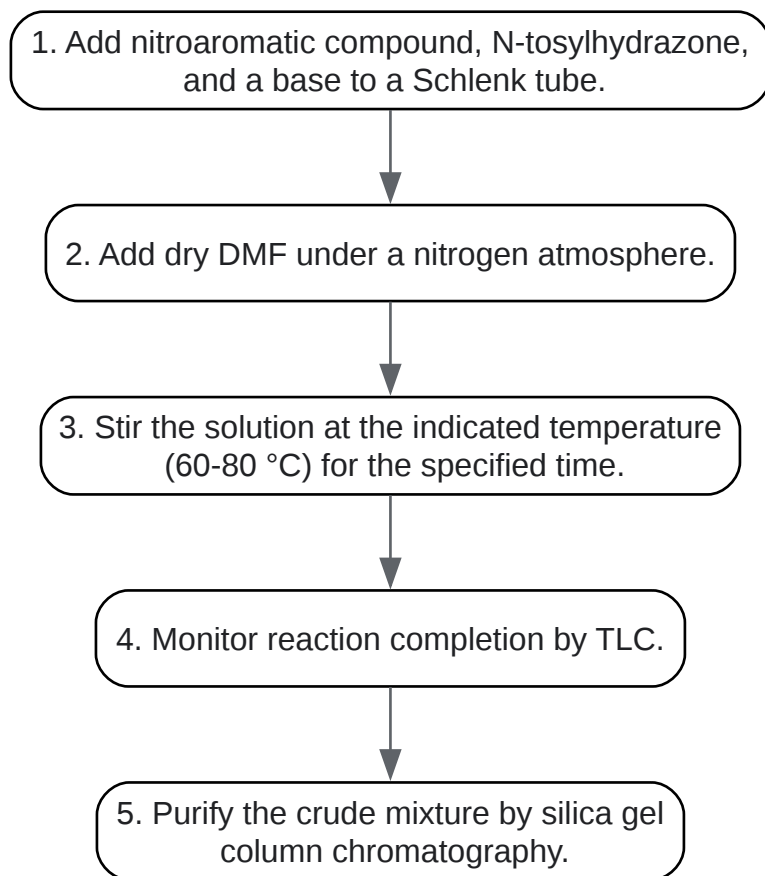 1. Add nitroaromatic compound, N-tosylhydrazone,
and a base to a Schlenk tube.
2. Add dry DMF under a nitrogen atmosphere.
3. Stir the solution at the indicated temperature
(60-80 °C) for the specified time.
4. Monitor reaction completion by TLC.
5. Purify the crude mixture by silica gel
column chromatography.